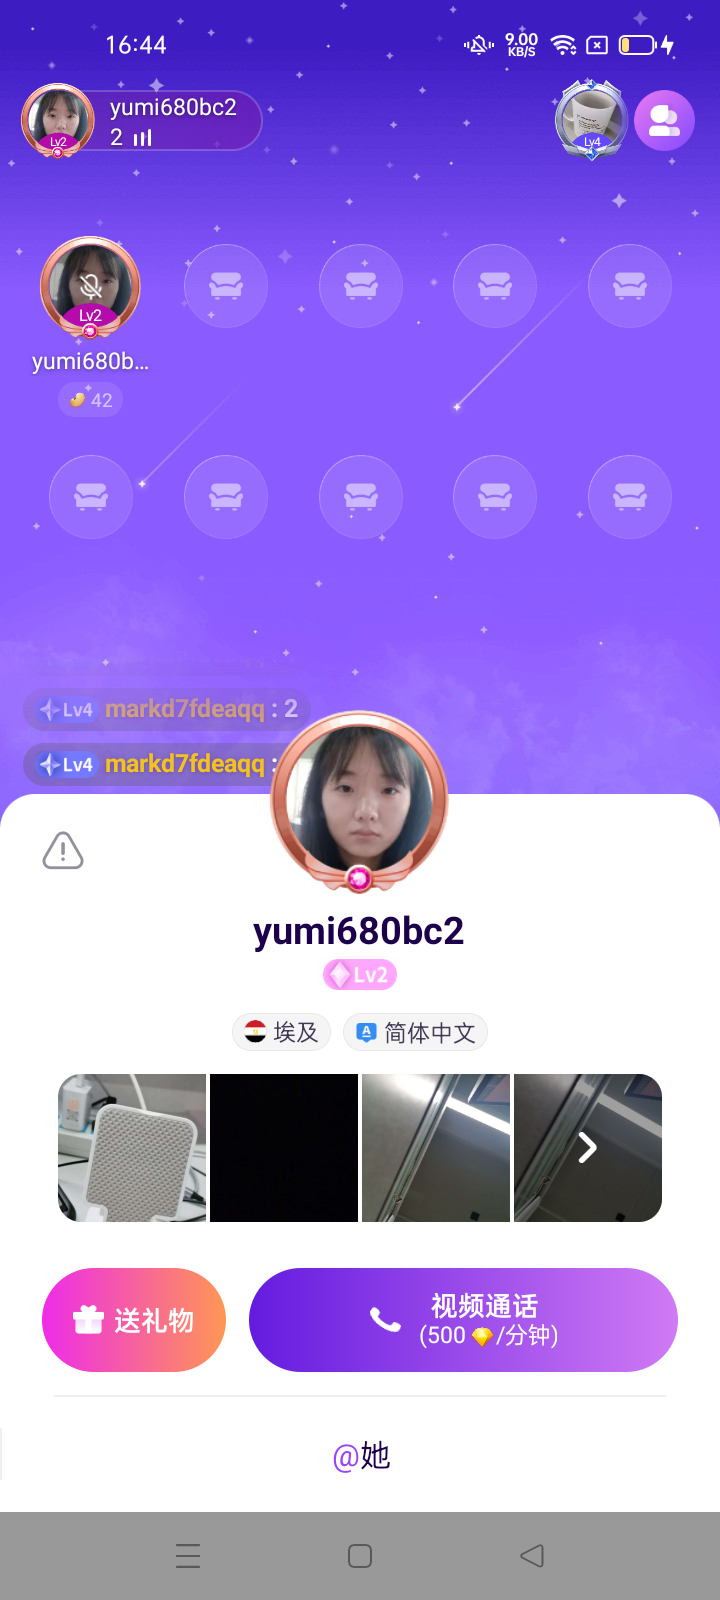 16:44
9.00
KB/S
yumi680bc2
2
Lv2
Lv4
Lv2
yumi680b...
42
Lv4 markd7fdeaqq : 2
Lv4 markd7fdeaqq :
yumi680bc2
Lv2
埃及
A 简体中文
送礼物
视频通话
(500 /分钟)
@她